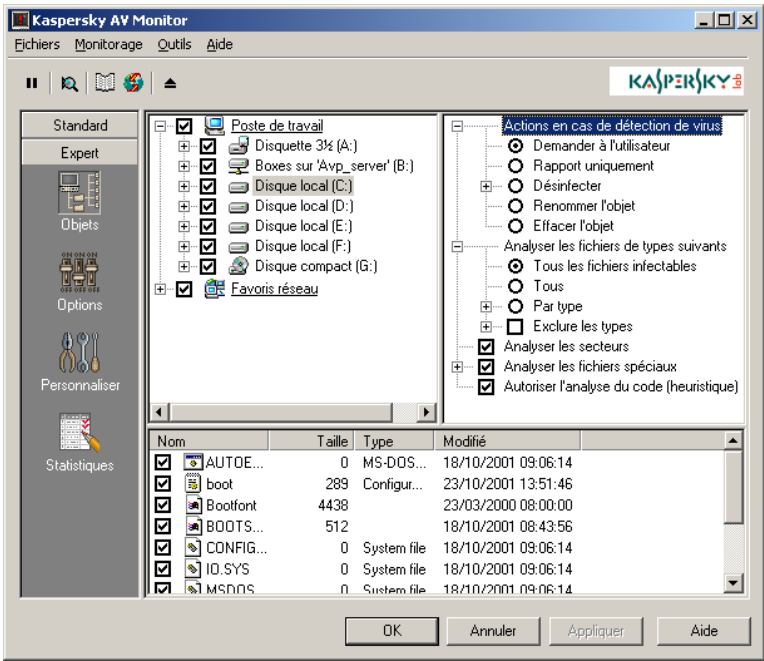 Kaspersky AV Monitor
Fichiers Monitorage Outils Aide
KASPERSKY lab
Standard
Expert
Objets
Options
Personnaliser
Statistiques
Poste de travail
Disquette 3½ (A:)
Boxes sur 'Avp_server' (B:)
Disque local (C:)
Disque local (D:)
Disque local (E:)
Disque local (F:)
Disque compact (G:)
Favoris réseau
Actions en cas de détection de virus
Demander à l'utilisateur
Rapport uniquement
Désinfecter
Renommer l'objet
Effacer l'objet
Analyser les fichiers de types suivants
Tous les fichiers infectables
Tous
Par type
Exclure les types
Analyser les secteurs
Analyser les fichiers spéciaux
Autoriser l'analyse du code (heuristique)
Nom Taille Type Modifié
AUTOE... 0 MS-DOS... 18/10/2001 09:06:14
boot 289 Configur... 23/10/2001 13:51:46
Bootfont 4438 23/03/2000 08:00:00
BOOTS... 512 18/10/2001 08:43:56
CONFIG... 0 System file 18/10/2001 09:06:14
IO.SYS 0 System file 18/10/2001 09:06:14
MSDOS 0 System file 18/10/2001 09:06:14
OK Annuler Appliquer Aide